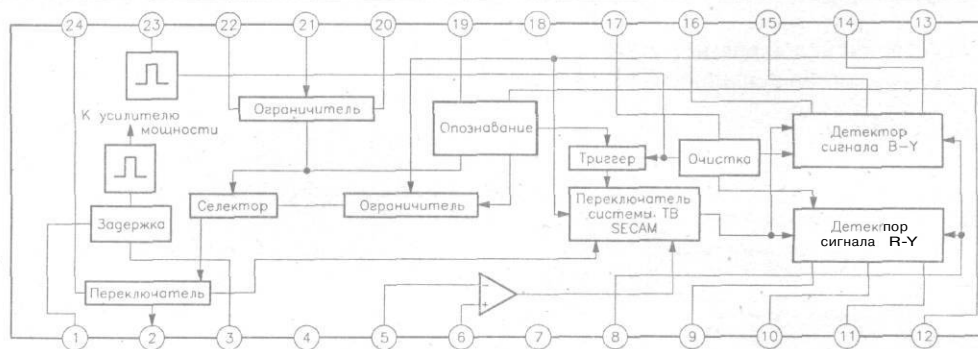 24 23 22 21 20 19 18 17 16 15 14 13
К усилителю
мощности
Ограничитель
Опознавание
Триггер
Очистка
Детектор
сигнала B-Y
Селектор
Ограничитель
Переключатель
системы ТВ
SECAM
Детектор
сигнала R-Y
Задержка
Переключатель
-
+
1 2 3 4 5 6 7 8 9 10 11 12